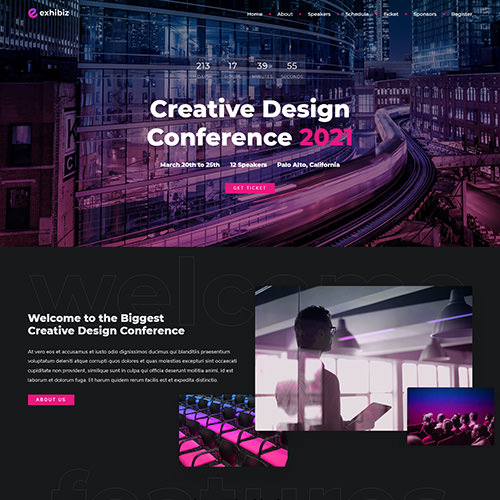 exhibiz
Home About Speakers Schedule Ticket Sponsors Register
213 17 39 55
DAYS HOURS MINUTES SECONDS
Creative Design
Conference 2021
March 20th to 25th 12 Speakers Palo Alto, California
GET TICKET
welcome
Welcome to the Biggest
Creative Design Conference
At vero eos et accusamus et iusto odio dignissimos ducimus qui blanditiis praesentium
voluptatum deleniti atque corrupti quos dolores et quas molestias excepturi sint occaecati
cupiditate non provident, similique sunt in culpa qui officia deserunt mollitia animi, id est
laborum et dolorum fuga. Et harum quidem rerum facilis est et expedita distinctio.
ABOUT US
features